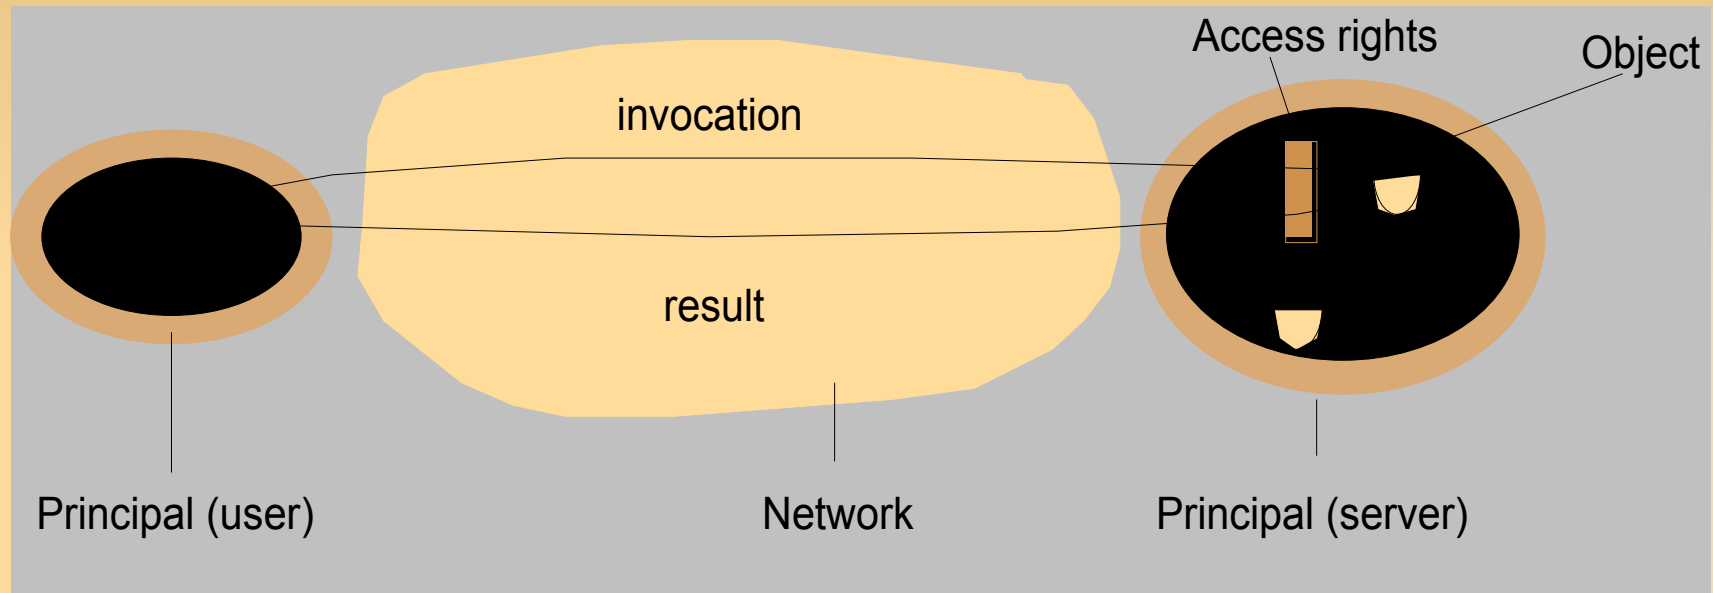 Access rights
Object
invocation
result
Principal (user)
Network
Principal (server)